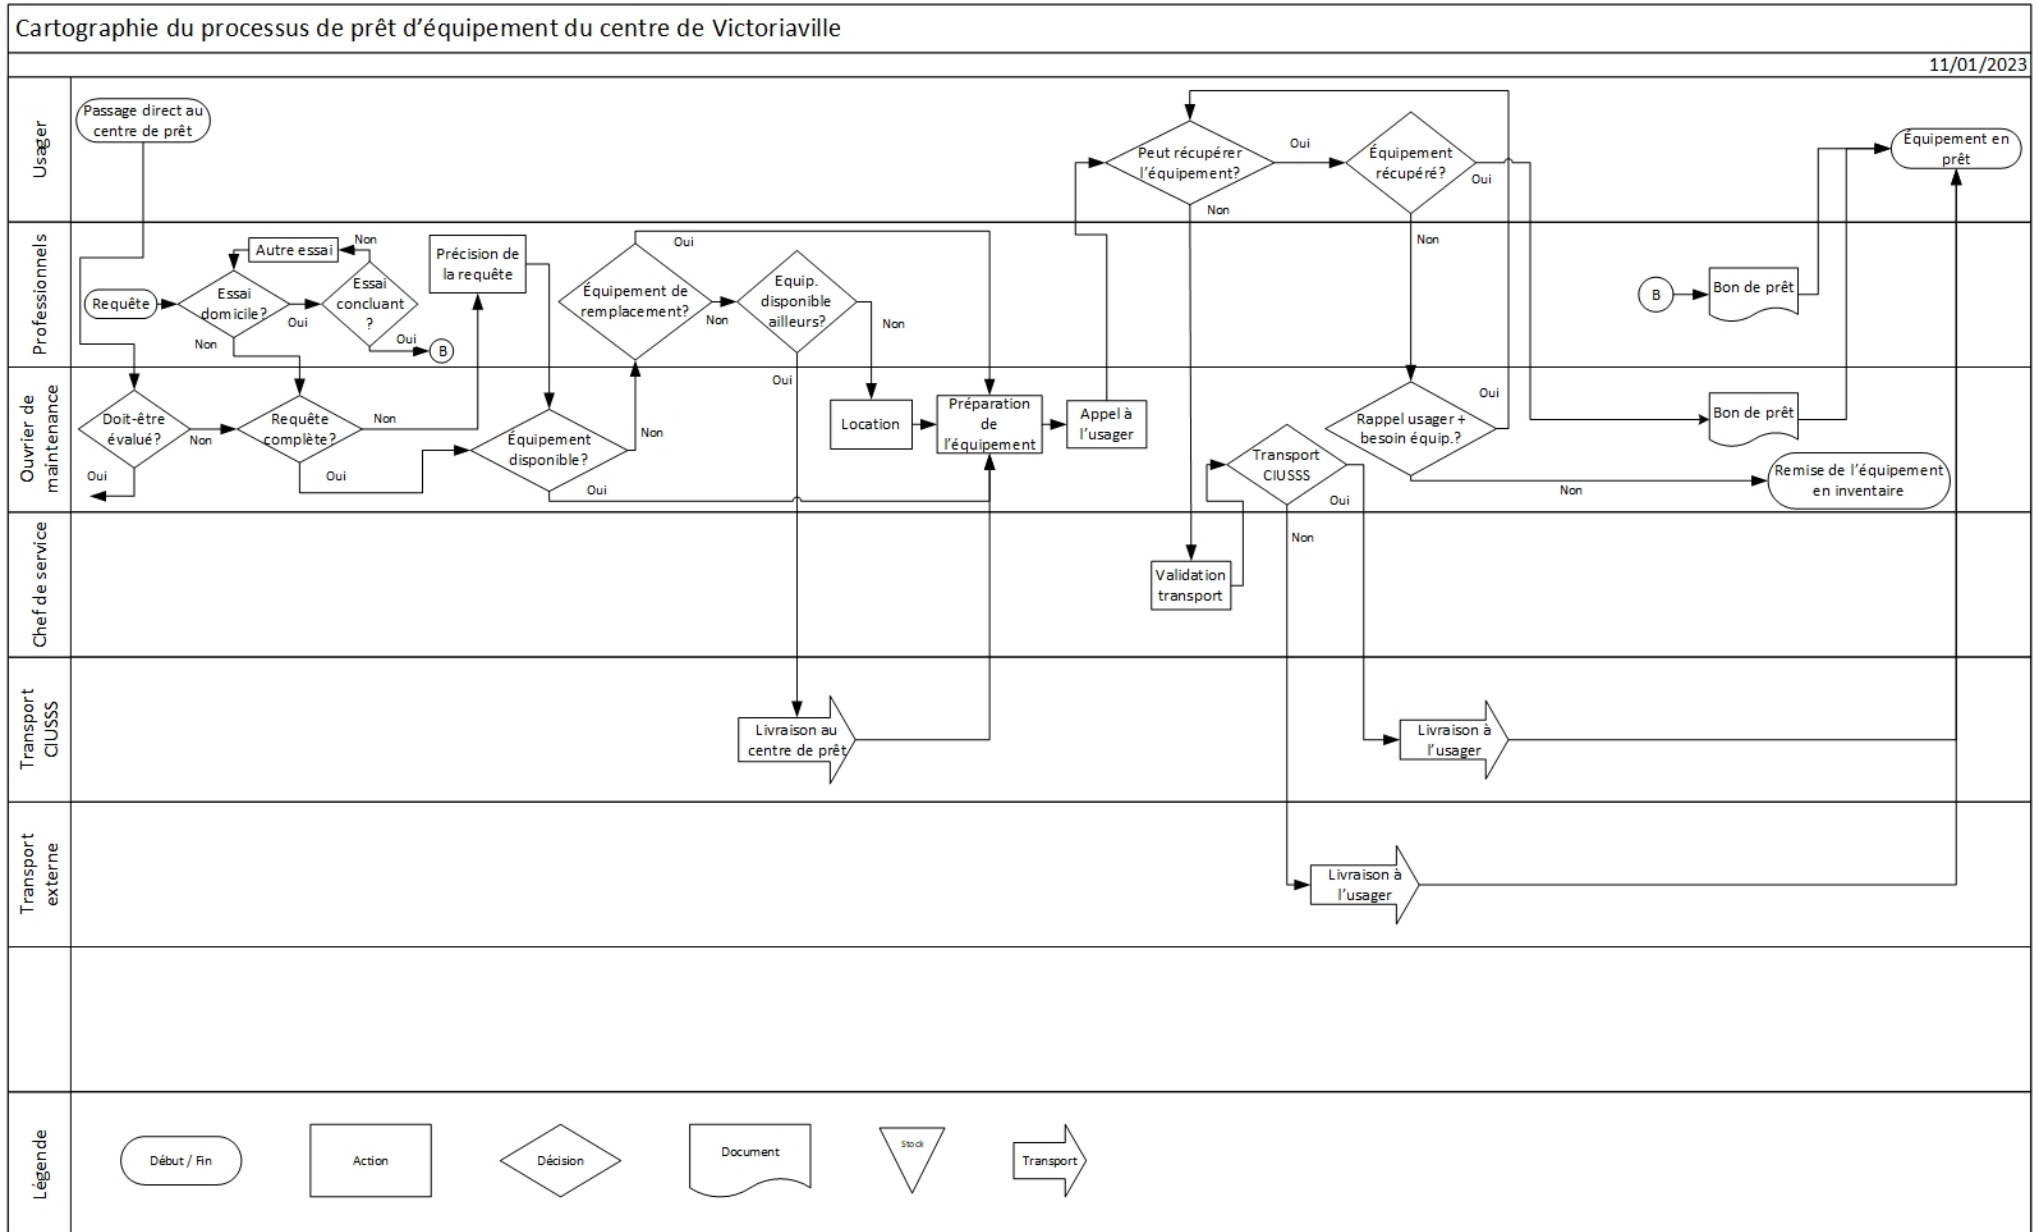 Cartographie du processus de prêt d’équipement du centre de Victoriaville
11/01/2023
Usager
Passage direct au
centre de prêt
Peut récupérer
l’équipement?
Oui
Non
Équipement
récupéré?
Oui
Non
Équipement en
prêt
Professionnels
Requête
Essai
domicile?
Oui
Non
Autre essai
Non
Essai
concluant
?
Oui
B
Précision de
la requête
Équipement de
remplacement?
Oui
Non
Equip.
disponible
ailleurs?
Non
Oui
B
Bon de prêt
Ouvrier de
maintenance
Doit-être
évalué?
Non
Oui
Requête
complète?
Non
Oui
Équipement
disponible?
Non
Oui
Location
Préparation
de
l’équipement
Appel à
l’usager
Transport
CIUSSS
Oui
Non
Rappel usager +
besoin équip.?
Oui
Non
Bon de prêt
Remise de l’équipement
en inventaire
Chef de service
Validation
transport
Transport
CIUSSS
Livraison au
centre de prêt
Livraison à
l’usager
Transport
externe
Livraison à
l’usager
Légende
Début / Fin
Action
Décision
Document
Stock
Transport